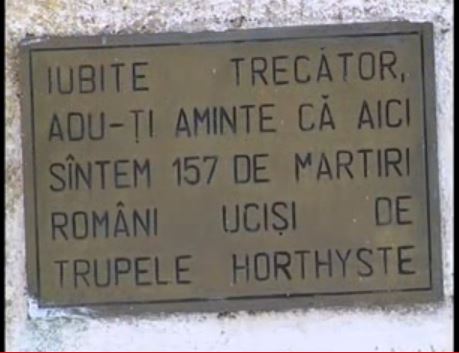 IUBITE TRECĂTOR,
ADU-ȚI AMINTE CĂ AICI
SÎNTEM 157 DE MARTIRI
ROMÂNI UCIȘI DE
TRUPELE HORTHYSTE